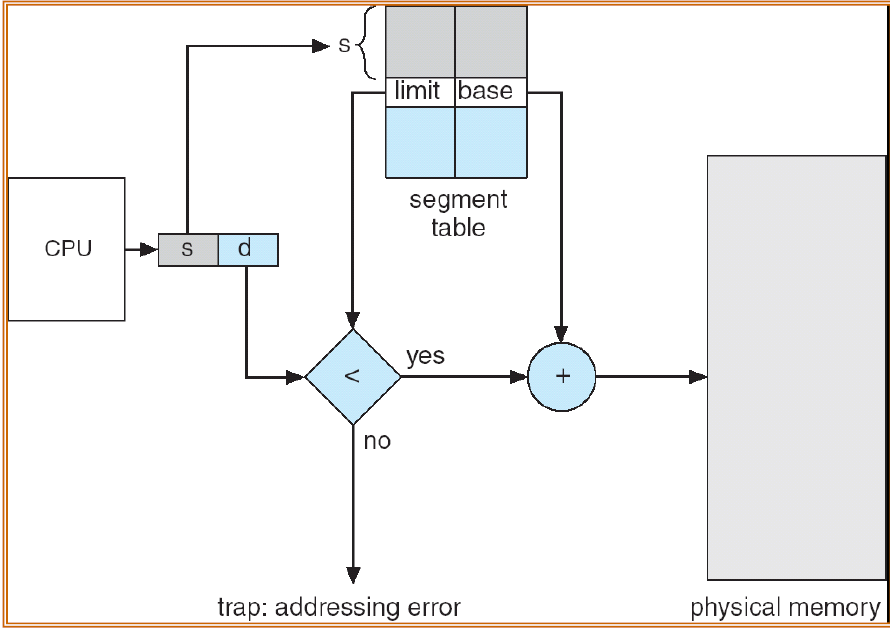 s
limit base
segment
table
CPU
s d
yes
<
+
no
trap: addressing error
physical memory